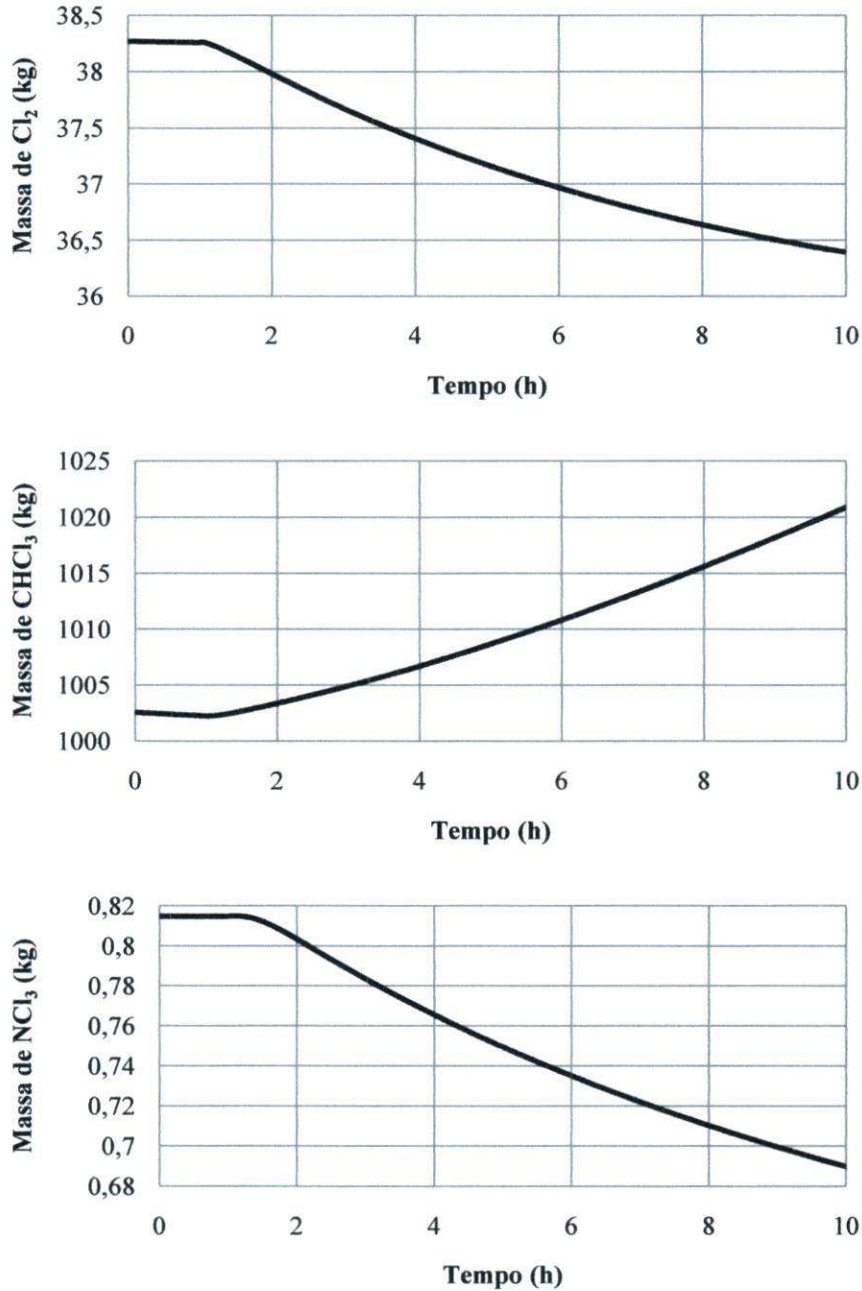 38,5
38
37,5
37
36,5
36
Massa de Cl₂ (kg)
0 2 4 6 8 10
Tempo (h)
1025
1020
1015
1010
1005
1000
Massa de CHCl₃ (kg)
0 2 4 6 8 10
Tempo (h)
0,82
0,8
0,78
0,76
0,74
0,72
0,7
0,68
Massa de NCl₃ (kg)
0 2 4 6 8 10
Tempo (h)